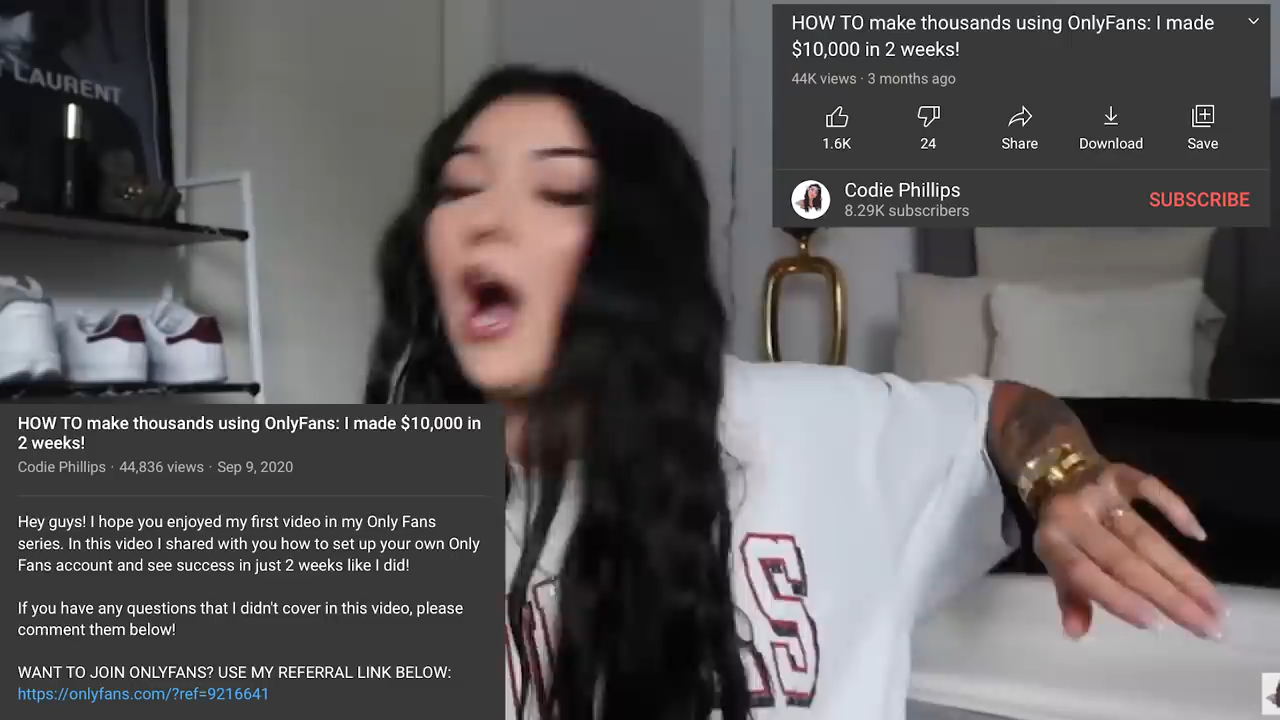 T LAURENT
HOW TO make thousands using OnlyFans: I made
$10,000 in 2 weeks!
44K views · 3 months ago
1.6K
24
Share
Download
Save
Codie Phillips
8.29K subscribers
SUBSCRIBE
HOW TO make thousands using OnlyFans: I made $10,000 in
2 weeks!
Codie Phillips · 44,836 views · Sep 9, 2020
Hey guys! I hope you enjoyed my first video in my Only Fans
series. In this video I shared with you how to set up your own Only
Fans account and see success in just 2 weeks like I did!
If you have any questions that I didn't cover in this video, please
comment them below!
WANT TO JOIN ONLYFANS? USE MY REFERRAL LINK BELOW:
https://onlyfans.com/?ref=9216641